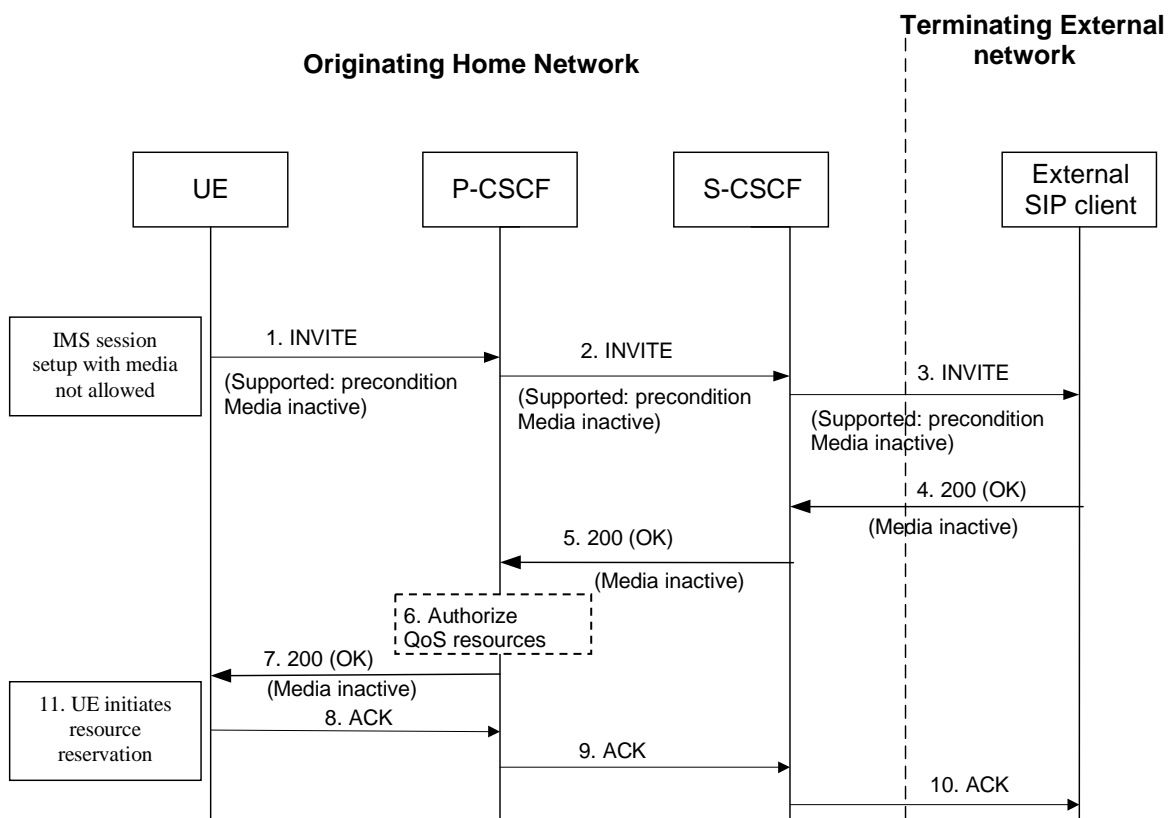 Terminating External
network
Originating Home Network
UE
P-CSCF
S-CSCF
External
SIP client
IMS session
setup with media
not allowed
1. INVITE
(Supported: precondition
Media inactive)
2. INVITE
(Supported: precondition
Media inactive)
3. INVITE
(Supported: precondition
Media inactive)
4. 200 (OK)
(Media inactive)
5. 200 (OK)
(Media inactive)
6. Authorize
QoS resources
7. 200 (OK)
(Media inactive)
11. UE initiates
resource
reservation
8. ACK
9. ACK
10. ACK